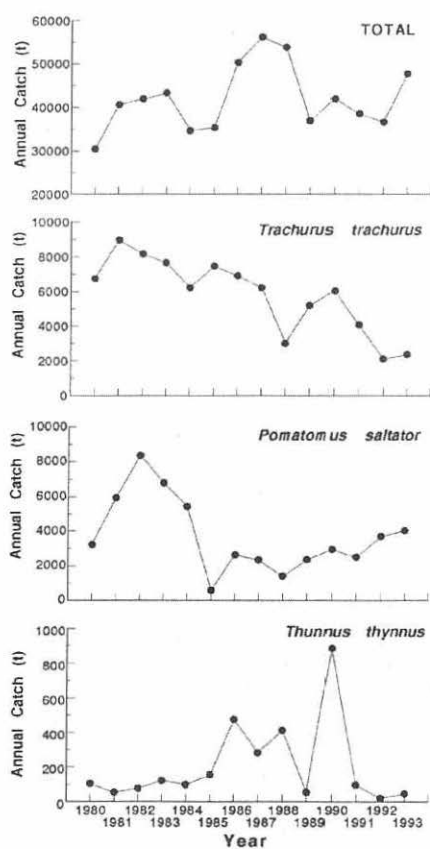 TOTAL
Annual Catch (t)
60000
50000
40000
30000
20000
Trachurus trachurus
Annual Catch (t)
10000
8000
6000
4000
2000
0
Pomatomus saltator
Annual Catch (t)
10000
8000
6000
4000
2000
0
Thunnus thynnus
Annual Catch (t)
1000
800
600
400
200
0
1980 1982 1984 1986 1988 1990 1992
1981 1983 1985 1987 1989 1991 1993
Year